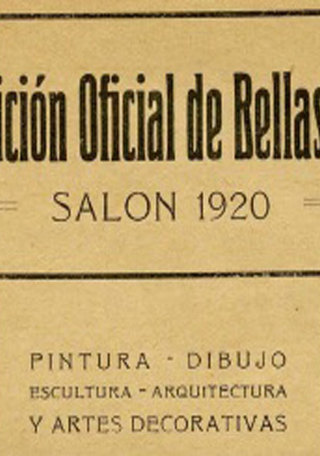 ición Oficial de Bellas
SALON 1920
PINTURA - DIBUJO
ESCULTURA - ARQUITECTURA
Y ARTES DECORATIVAS